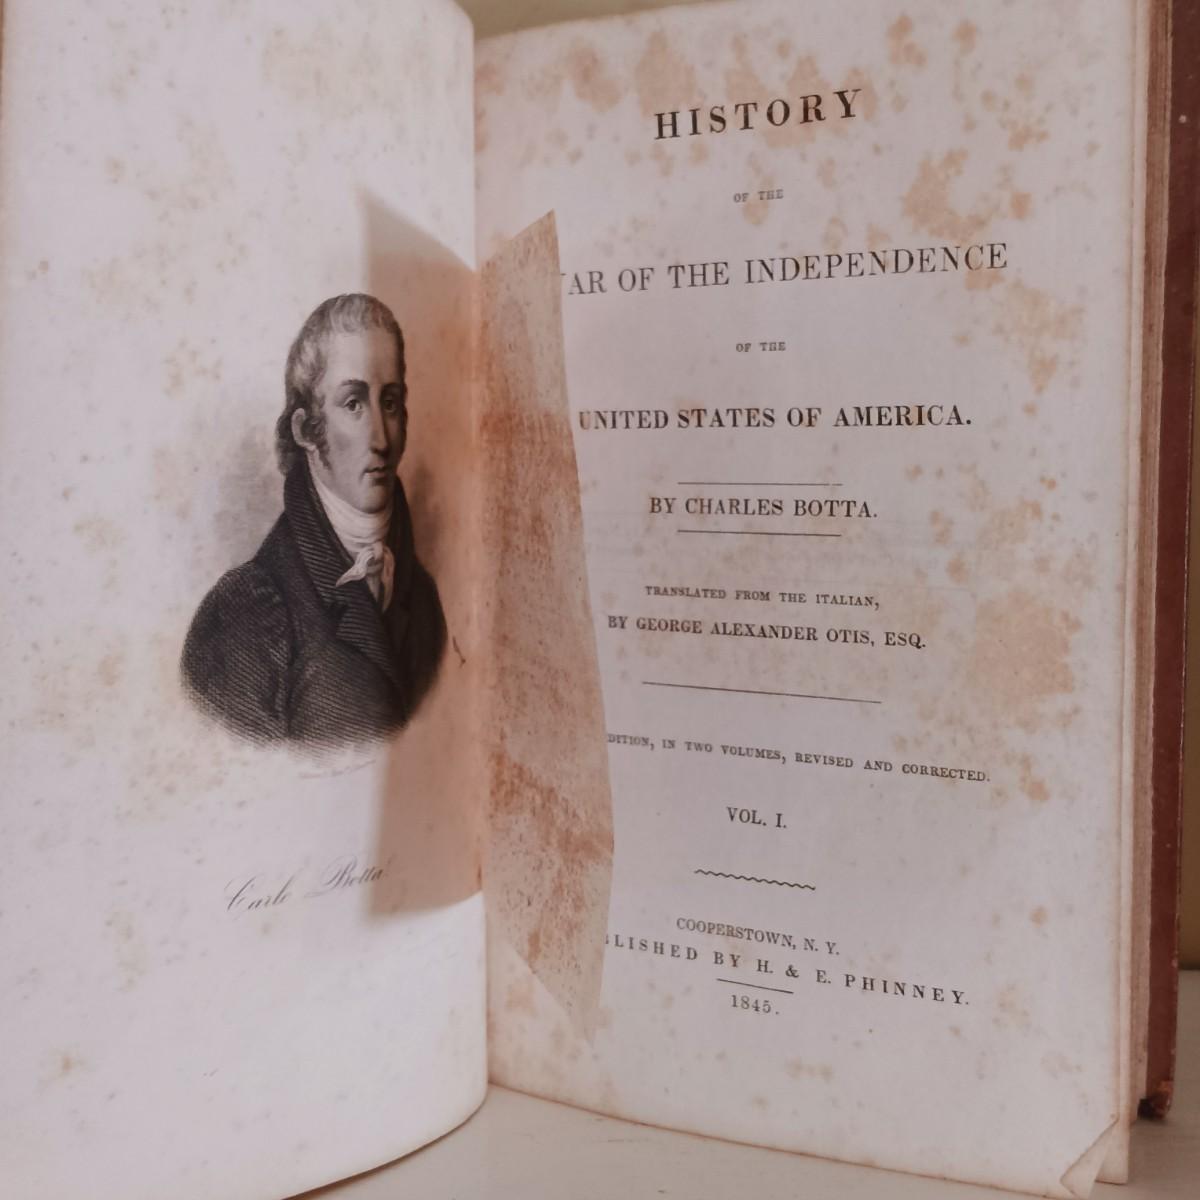 Carlo Botta
HISTORY
OF THE
AR OF THE INDEPENDENCE
OF THE
UNITED STATES OF AMERICA.
BY CHARLES BOTTA.
TRANSLATED FROM THE ITALIAN,
BY GEORGE ALEXANDER OTIS, ESQ.
DITION, IN TWO VOLUMES, REVISED AND CORRECTED.
VOL. I.
COOPERSTOWN, N. Y.
LISHED BY H. & E. PHINNEY.
1845.